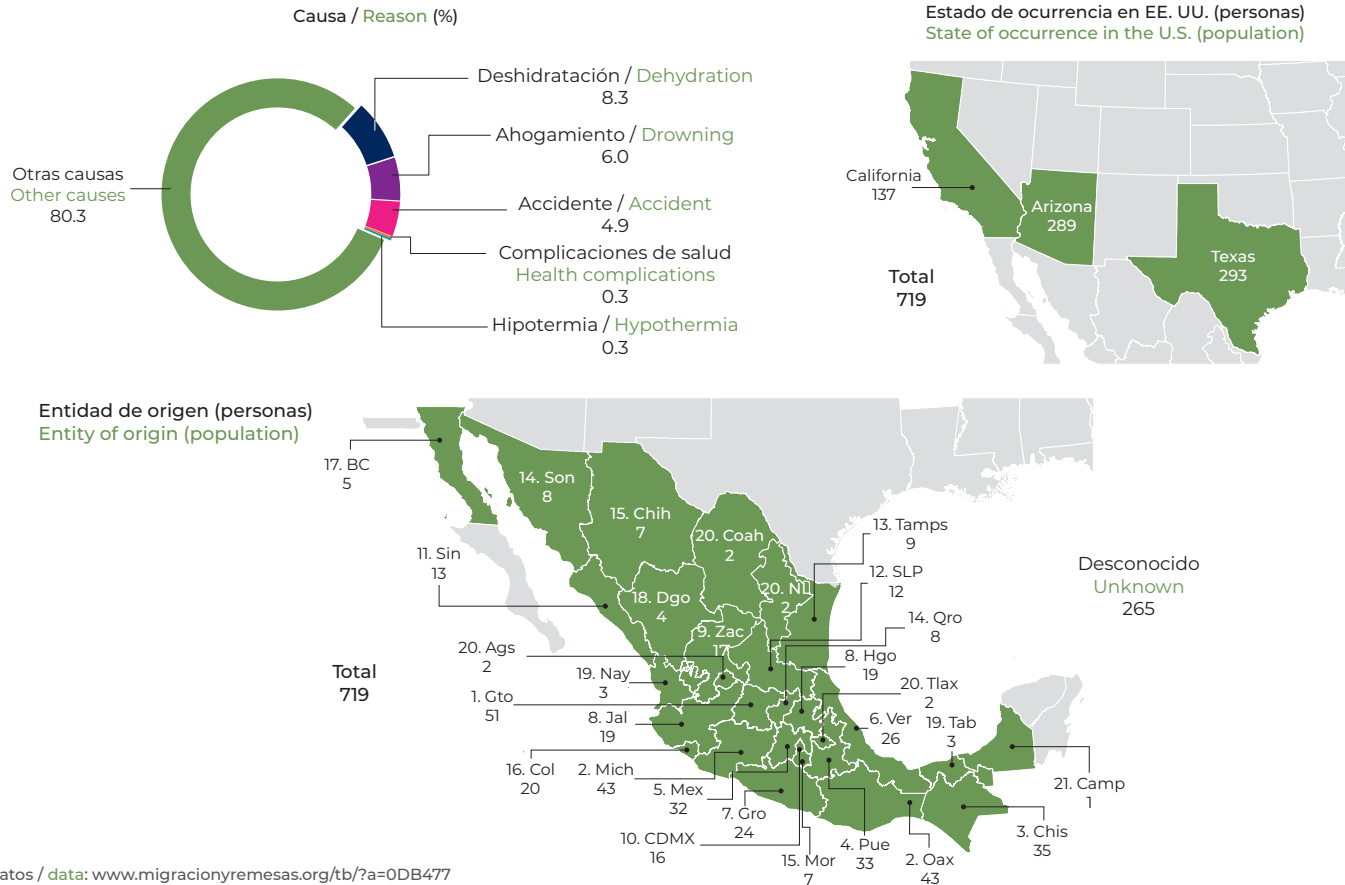 Causa / Reason (%)
Deshidratación / Dehydration
8.3
Ahogamiento / Drowning
6.0
Accidente / Accident
4.9
Complicaciones de salud
Health complications
0.3
Hipotermia / Hypothermia
0.3
Otras causas
Other causes
80.3
Estado de ocurrencia en EE. UU. (personas)
State of occurrence in the U.S. (population)
California
137
Arizona
289
Texas
293
Total
719
Entidad de origen (personas)
Entity of origin (population)
17. BC
5
14. Son
8
15. Chih
7
20. Coah
2
13. Tamps
9
11. Sin
13
12. SLP
12
Desconocido
Unknown
265
18. Dgo
4
20. NL
2
14. Qro
8
9. Zac
17
20. Ags
2
8. Hgo
19
Total
719
19. Nay
3
20. Tlax
2
1. Gto
51
8. Jal
19
6. Ver
26
19. Tab
3
16. Col
20
2. Mich
43
5. Mex
32
21. Camp
1
7. Gro
24
10. CDMX
16
15. Mor
7
4. Pue
33
2. Oax
43
3. Chis
35
atos / data: www.migracionyremesas.org/tb/?a=0DB477